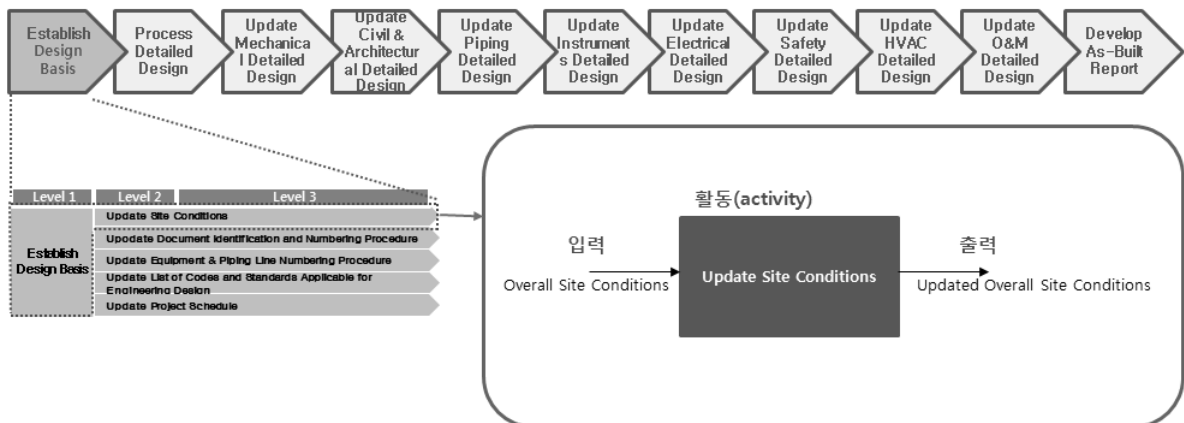 Establish
Design
Basis
Process
Detailed
Design
Update
Mechanica
l Detailed
Design
Update
Civil &
Architectur
al Detailed
Design
Update
Piping
Detailed
Design
Update
Instrument
s Detailed
Design
Update
Electrical
Detailed
Design
Update
Safety
Detailed
Design
Update
HVAC
Detailed
Design
Update
O&M
Detailed
Design
Develop
As-Built
Report
Level 1
Level 2
Level 3
Establish
Design Basis
Update Site Conditions
Upodate Document Identification and Numbering Procedure
Update Equipment & Piping Line Numbering Procedure
Update List of Codes and Standards Applicable for
Engineering Design
Update Project Schedule
활동(activity)
입력
Overall Site Conditions
Update Site Conditions
출력
Updated Overall Site Conditions